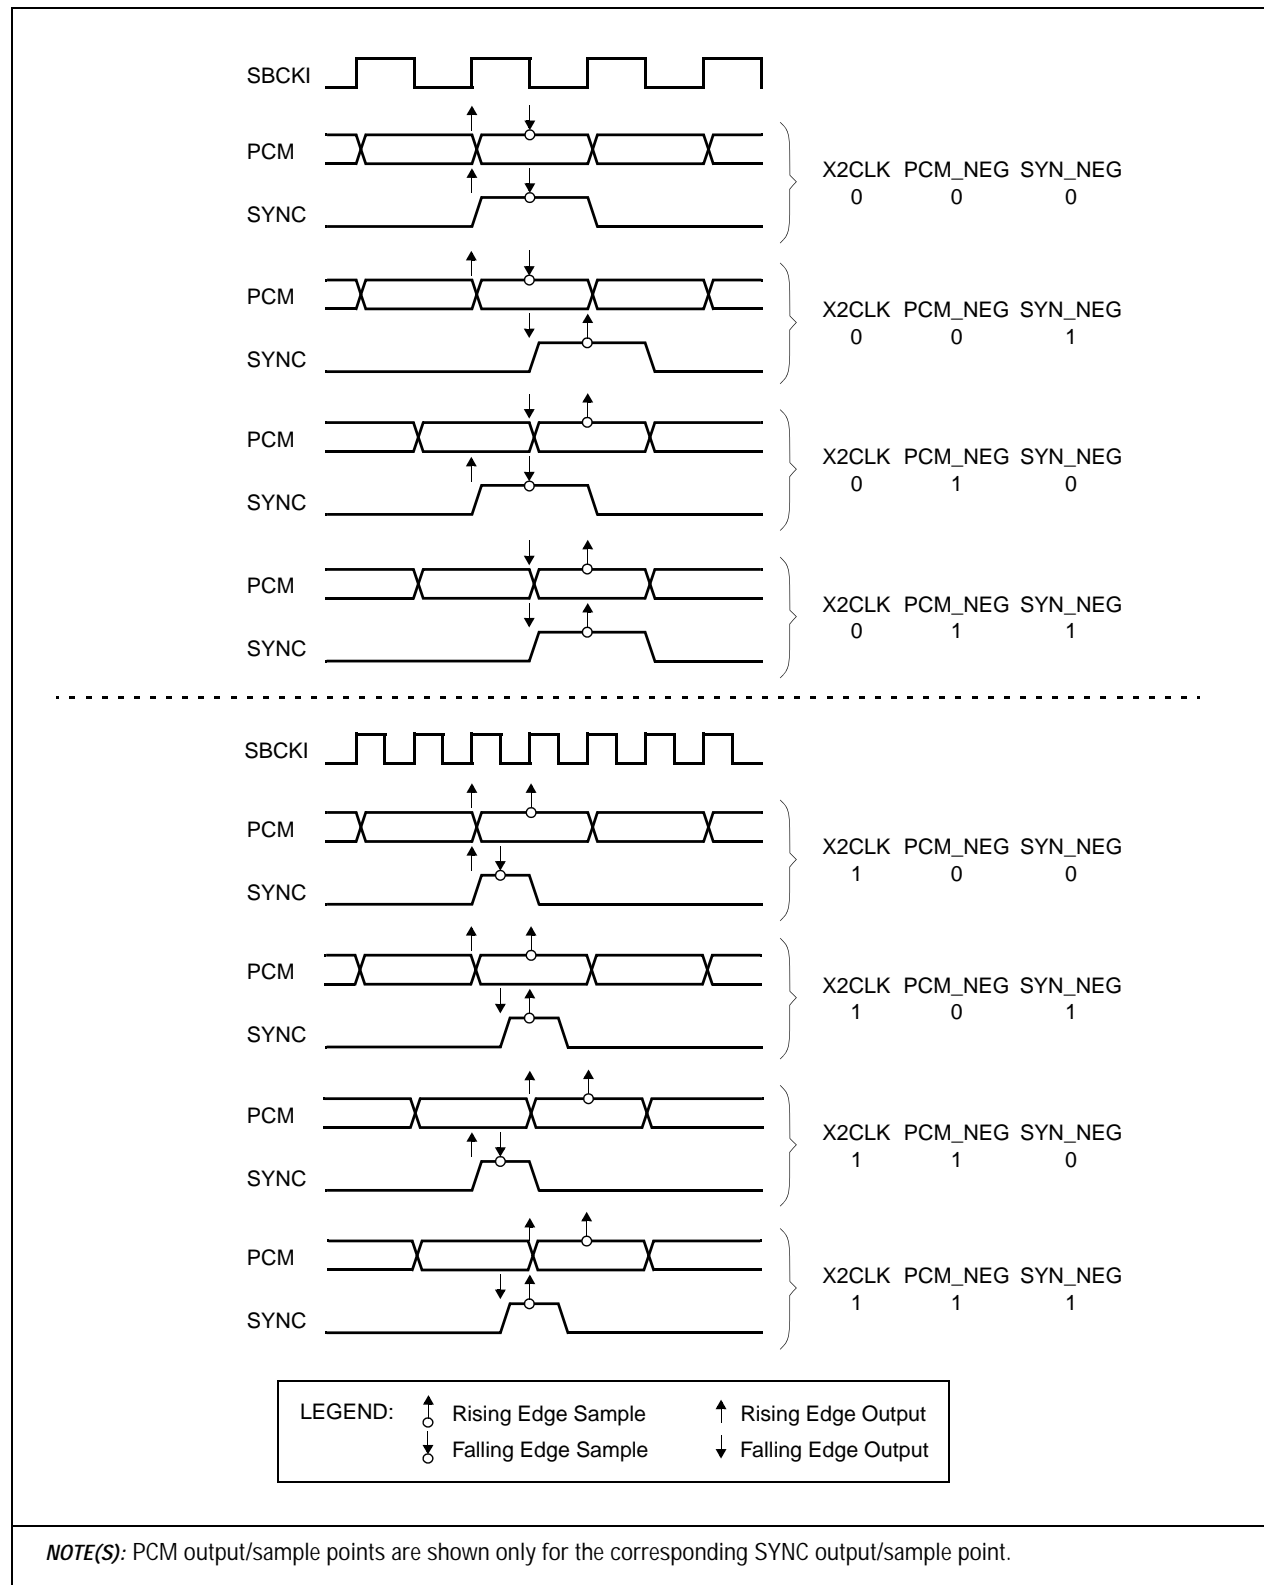 SBCKI
PCM
SYNC
X2CLK PCM_NEG SYN_NEG
0 0 0
PCM
SYNC
X2CLK PCM_NEG SYN_NEG
0 0 1
PCM
SYNC
X2CLK PCM_NEG SYN_NEG
0 1 0
PCM
SYNC
X2CLK PCM_NEG SYN_NEG
0 1 1
SBCKI
PCM
SYNC
X2CLK PCM_NEG SYN_NEG
1 0 0
PCM
SYNC
X2CLK PCM_NEG SYN_NEG
1 0 1
PCM
SYNC
X2CLK PCM_NEG SYN_NEG
1 1 0
PCM
SYNC
X2CLK PCM_NEG SYN_NEG
1 1 1
LEGEND: Rising Edge Sample Rising Edge Output
Falling Edge Sample Falling Edge Output
NOTE(S): PCM output/sample points are shown only for the corresponding SYNC output/sample point.